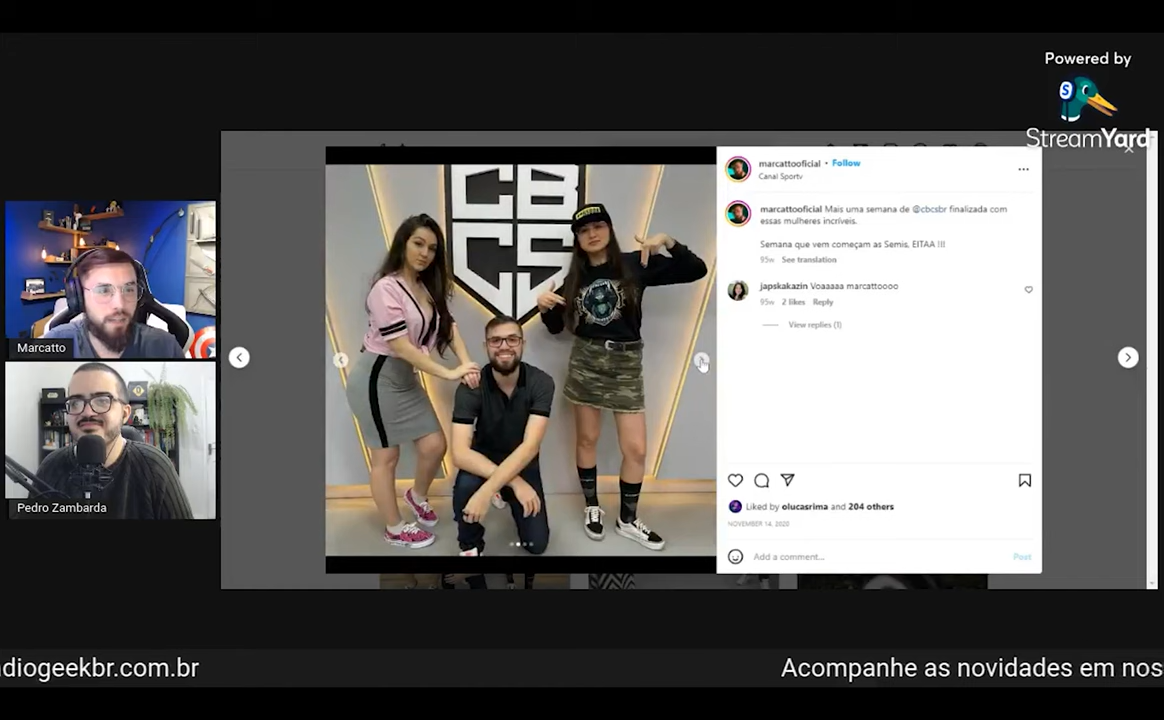 Powered by
S
StreamYard
CB
CS
marcattooficial • Follow
Canal Sportv
marcattooficial Mais uma semana de @cbcsbr finalizada com
essas mulheres incríveis.
Semana que vem começam as Semis, EITAA !!!
95w See translation
japskakazin Voaaaaa marcattoooo
95w 2 likes Reply
View replies (1)
Marcatto
Pedro Zambarda
Liked by olucasrima and 204 others
NOVEMBER 14, 2020
Add a comment...
Post
diogeekbr.com.br
Acompanhe as novidades em nos